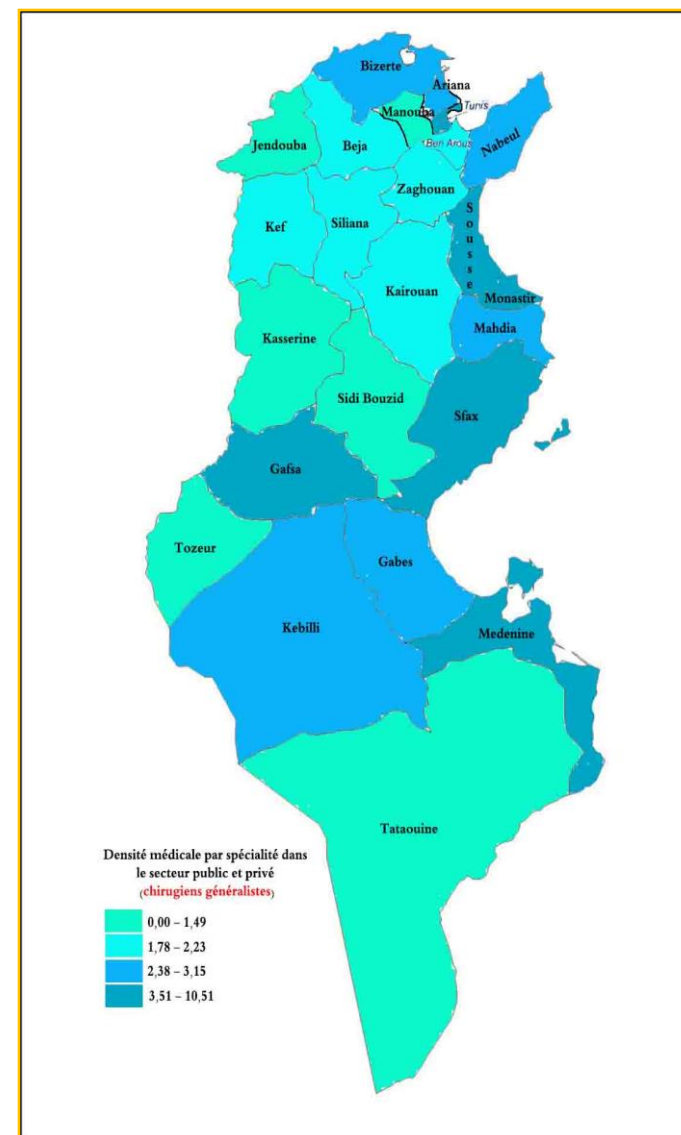 Bizerte
Ariana
Tunis
Manouba
Ben Arous
Nabeul
Jendouba
Beja
Zaghouan
Kef
Siliana
Sousse
Kairouan
Monastir
Mahdia
Kasserine
Sidi Bouzid
Sfax
Gafsa
Tozeur
Gabes
Kebilli
Medenine
Tataouine
Densité médicale par spécialité dans
le secteur public et privé
(chirugiens généralistes)
0,00 – 1,49
1,78 – 2,23
2,38 – 3,15
3,51 – 10,51